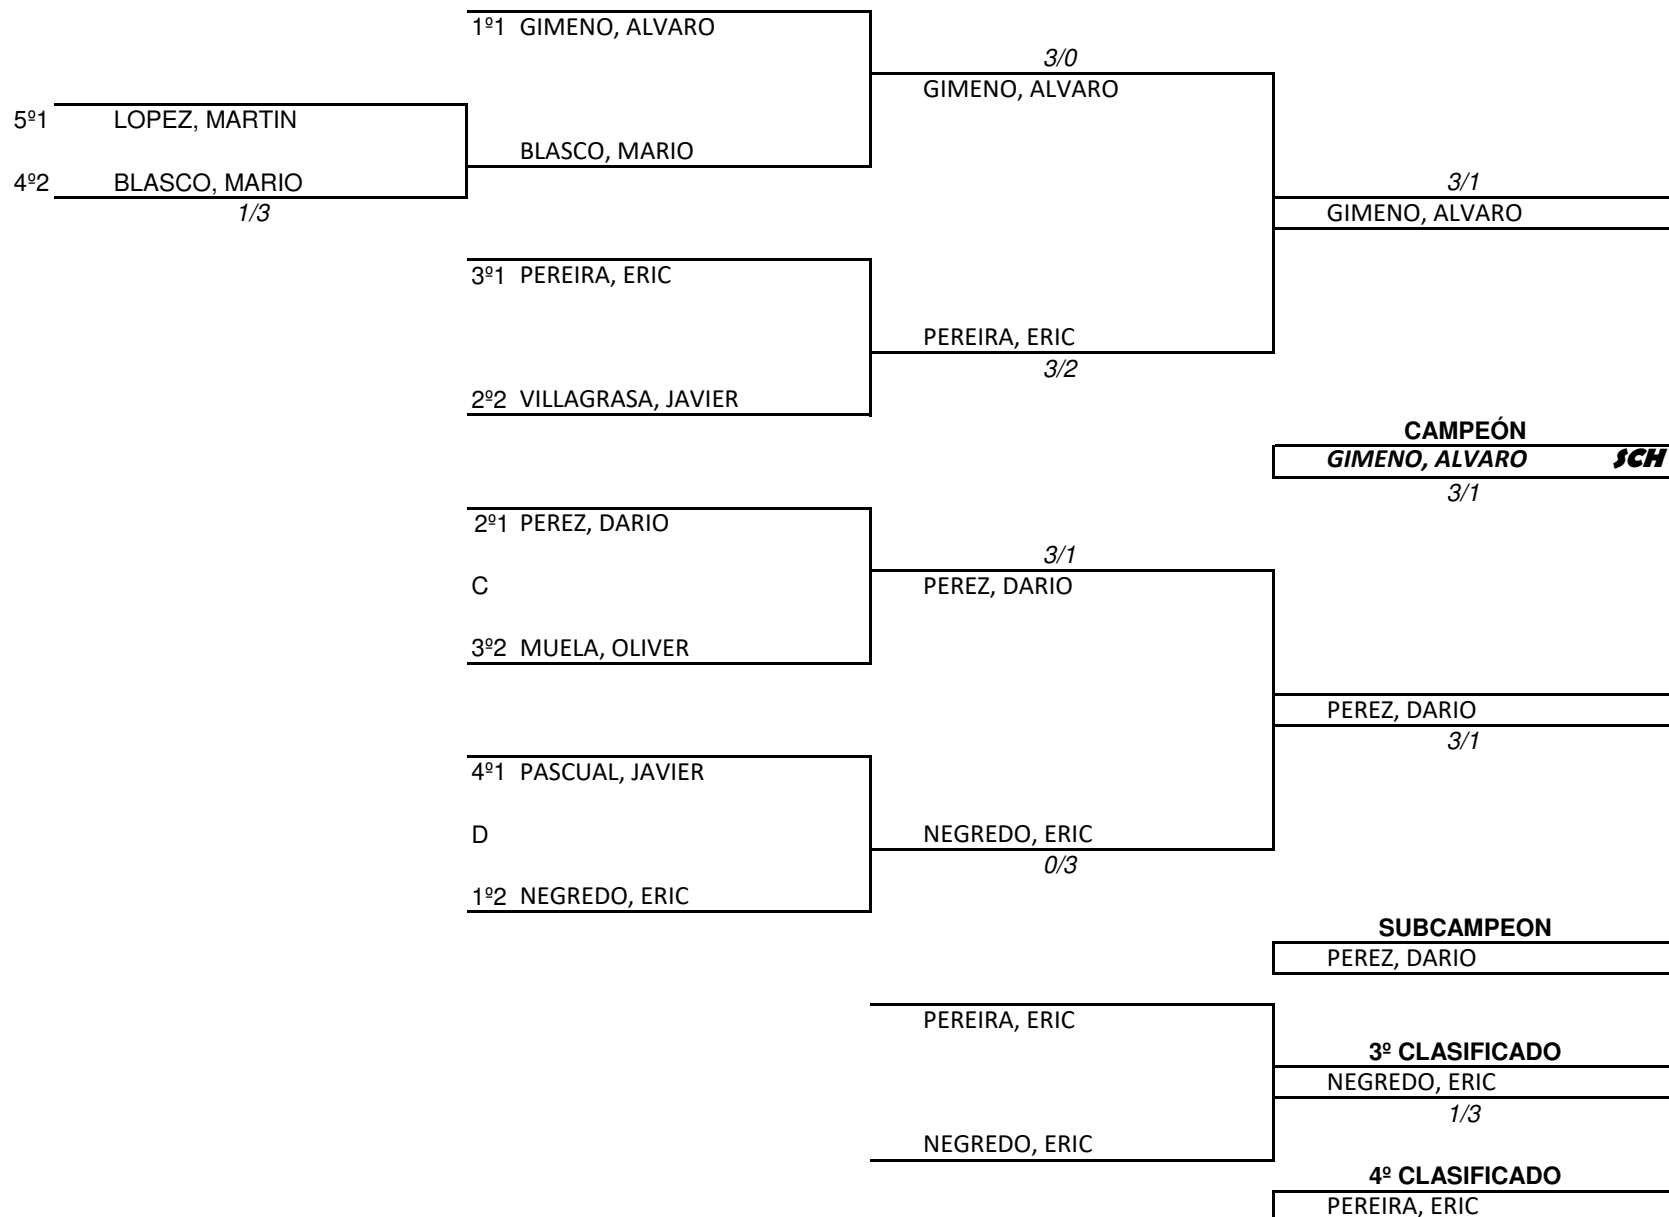 1º1 GIMENO, ALVARO
3/0
GIMENO, ALVARO
5º1 LOPEZ, MARTIN
BLASCO, MARIO
4º2 BLASCO, MARIO
3/1
1/3
GIMENO, ALVARO
3º1 PEREIRA, ERIC
PEREIRA, ERIC
3/2
2º2 VILLAGRASA, JAVIER
CAMPEÓN
GIMENO, ALVARO SCH
3/1
2º1 PEREZ, DARIO
3/1
C
PEREZ, DARIO
3º2 MUELA, OLIVER
PEREZ, DARIO
3/1
4º1 PASCUAL, JAVIER
D
NEGREDO, ERIC
0/3
1º2 NEGREDO, ERIC
SUBCAMPEON
PEREZ, DARIO
PEREIRA, ERIC
3º CLASIFICADO
NEGREDO, ERIC
1/3
NEGREDO, ERIC
4º CLASIFICADO
PEREIRA, ERIC